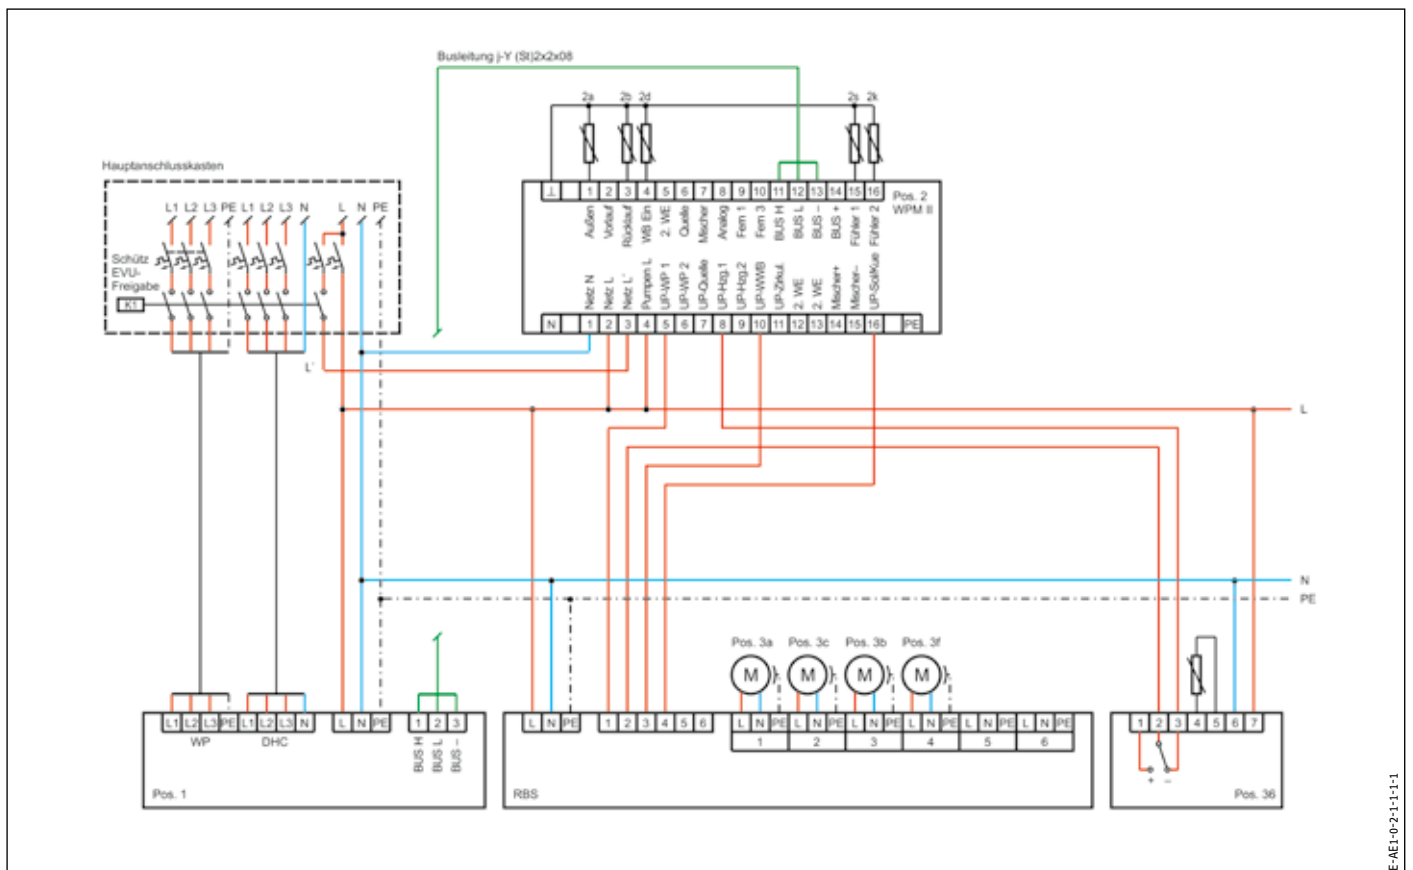 Busleitung j-Y (St)2x2x08
2a 2i 2d 2i 2k
Hauptanschlusskasten
L1 L2 L3 PE L1 L2 L3 N L N PE
Schütz
EVU-
Freigabe
K1
⊥ 1 2 3 4 5 6 7 8 9 10 11 12 13 14 15 16
Pos. 2
WPM II
Außen
Vorlauf
Rücklauf
WB Ein
2. WE
Quelle
Mischer
Analog
Fern 1
Fern 3
BUS H
BUS L
BUS –
BUS +
Fühler 1
Fühler 2
Netz N
Netz L
Netz L'
Pumpen L
UP-WP 1
UP-WP 2
UP-Quelle
UP-Hzg.1
UP-Hzg.2
UP-WWB
UP-Zirkul.
2. WE
2. WE
Mischer+
Mischer–
UP-Sol/Kue
N 1 2 3 4 5 6 7 8 9 10 11 12 13 14 15 16 PE
L'
L
N
PE
Pos. 3a Pos. 3c Pos. 3b Pos. 3f
M M M M
L1 L2 L3 PE L1 L2 L3 N L N PE 1 2 3
WP DHC
BUS H
BUS L
BUS –
Pos. 1
L N PE 1 2 3 4 5 6 L N PE L N PE L N PE L N PE L N PE L N PE
1 2 3 4 5 6
RBS
1 2 3 4 5 6 7
+ –
Pos. 36
E-AE1-0-2-1-1-1-1